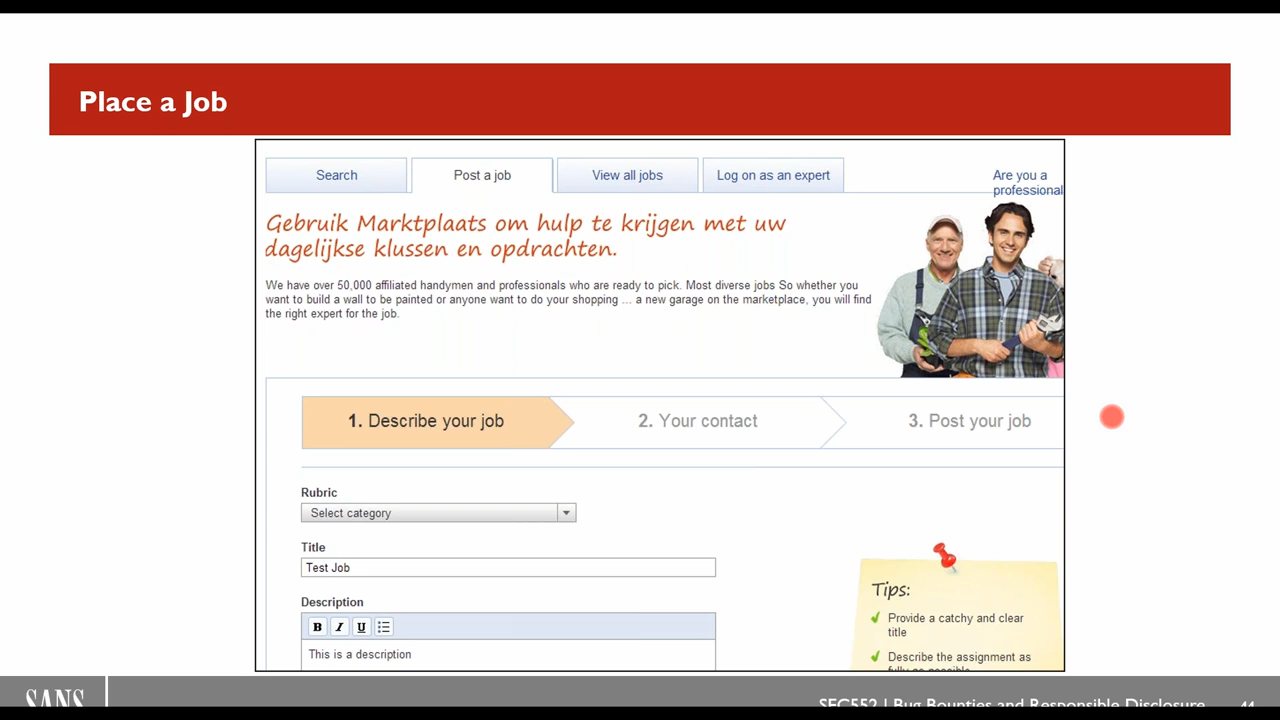 Place a Job
Search
Post a job
View all jobs
Log on as an expert
Are you a
professional
Gebruik Marktplaats om hulp te krijgen met uw
dagelijkse klussen en opdrachten.
We have over 50,000 affiliated handymen and professionals who are ready to pick. Most diverse jobs So whether you
want to build a wall to be painted or anyone want to do your shopping ... a new garage on the marketplace, you will find
the right expert for the job.
1. Describe your job
2. Your contact
3. Post your job
Rubric
Select category
Title
Test Job
Description
B I U
This is a description
Tips:
Provide a catchy and clear
title
Describe the assignment as
fully as possible
SANS
SEC552 | Bug Bounties and Responsible Disclosure
44